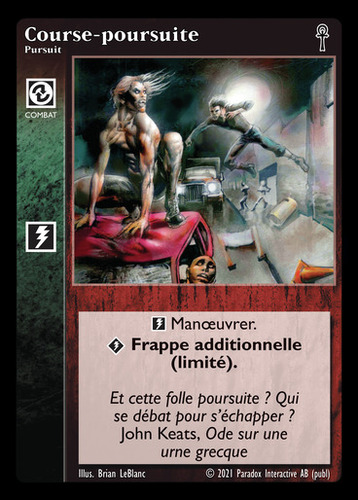 Course-poursuite
Pursuit
COMBAT
Manœuvrer.
Frappe additionnelle
(limité).
Et cette folle poursuite ? Qui
se débat pour s'échapper ?
John Keats, Ode sur une
urne grecque
Illus. Brian LeBlanc © 2021 Paradox Interactive AB (publ)